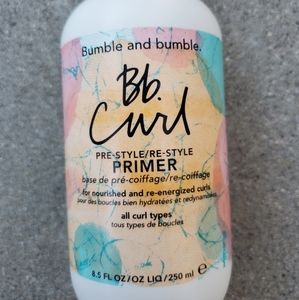 Bumble and bumble.
Bb.
Curl
PRE-STYLE/RE-STYLE
PRIMER
base de pré-coiffage/re-coiffage
for nourished and re-energized curls
pour des boucles bien hydratées et redynamisées
all curl types
tous types de boucles
8.5 FL OZ/OZ LIQ/250 ml e